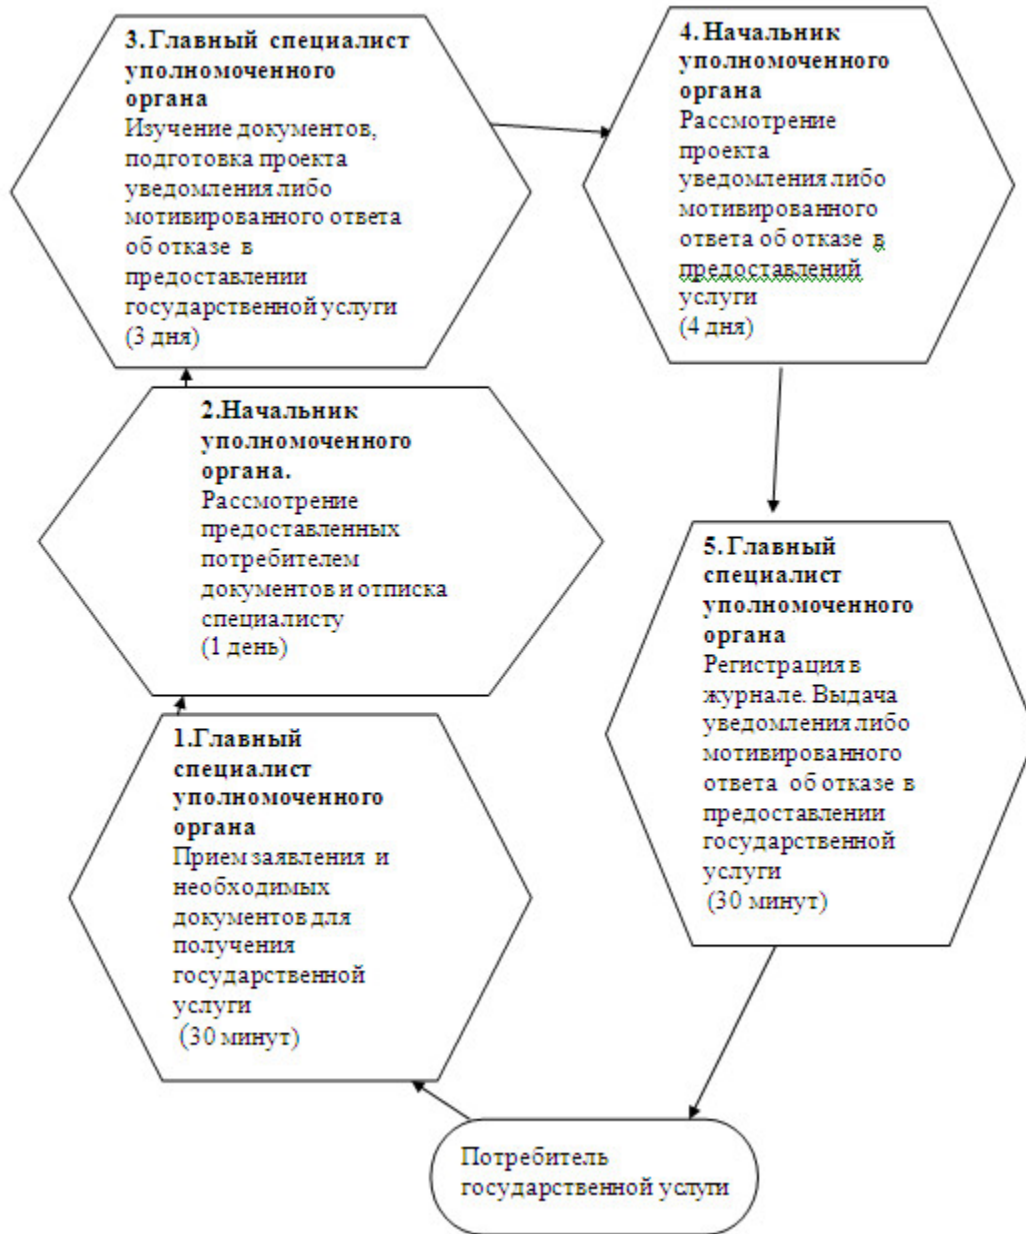 3. Главный специалист
уполномоченного
органа
Изучение документов,
подготовка проекта
уведомления либо
мотивированного ответа
об отказе в
предоставлении
государственной услуги
(3 дня)
4. Начальник
уполномоченного
органа
Рассмотрение
проекта
уведомления либо
мотивированного
ответа об отказе в
предоставлений
услуги
(4 дня)
2.Начальник
уполномоченного
органа.
Рассмотрение
предоставленных
потребителем
документов и отписка
специалисту
(1 день)
5. Главный
специалист
уполномоченного
органа
Регистрация в
журнале. Выдача
уведомления либо
мотивированного
ответа об отказе в
предоставлении
государственной
услуги
(30 минут)
1.Главный
специалист
уполномоченного
органа
Прием заявления и
необходимых
документов для
получения
государственной
услуги
(30 минут)
Потребитель
государственной услуги